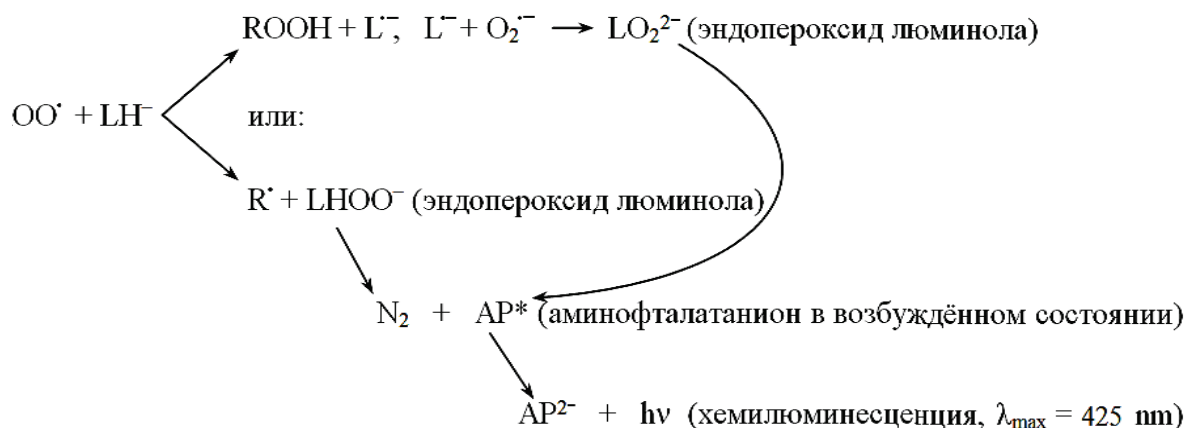 ROOH + L˙⁻, L˙⁻ + O₂˙⁻ → LO₂²⁻ (эндопероксид люминола)
OO˙ + LH⁻ или:
R˙ + LHOO⁻ (эндопероксид люминола)
N₂ + AP* (аминофталатанион в возбуждённом состоянии)
AP²⁻ + hν (хемилюминесценция, λmax = 425 nm)